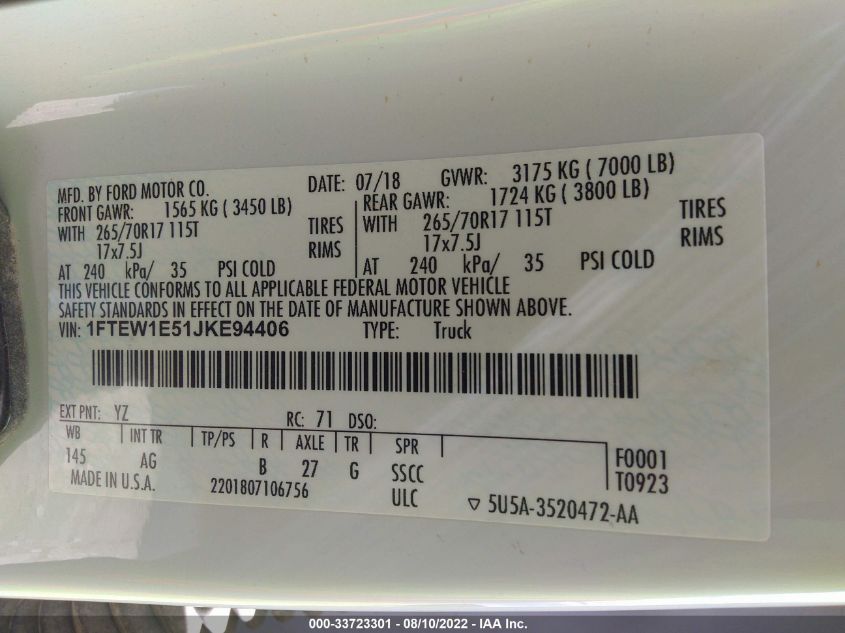 MFD. BY FORD MOTOR CO. DATE: 07/18 GVWR: 3175 KG ( 7000 LB)
FRONT GAWR: 1565 KG ( 3450 LB) REAR GAWR: 1724 KG ( 3800 LB)
WITH 265/70R17 115T TIRES WITH 265/70R17 115T TIRES
17x7.5J RIMS 17x7.5J RIMS
AT 240 kPa/ 35 PSI COLD AT 240 kPa/ 35 PSI COLD
THIS VEHICLE CONFORMS TO ALL APPLICABLE FEDERAL MOTOR VEHICLE
SAFETY STANDARDS IN EFFECT ON THE DATE OF MANUFACTURE SHOWN ABOVE.
VIN: 1FTEW1E51JKE94406 TYPE: Truck
EXT PNT: YZ RC: 71 DSO:
WB INT TR TP/PS R AXLE TR SPR
145 AG B 27 G SSCC F0001
MADE IN U.S.A. 2201807106756 ULC T0923
▽ 5U5A-3520472-AA
000-33723301 - 08/10/2022 - IAA Inc.